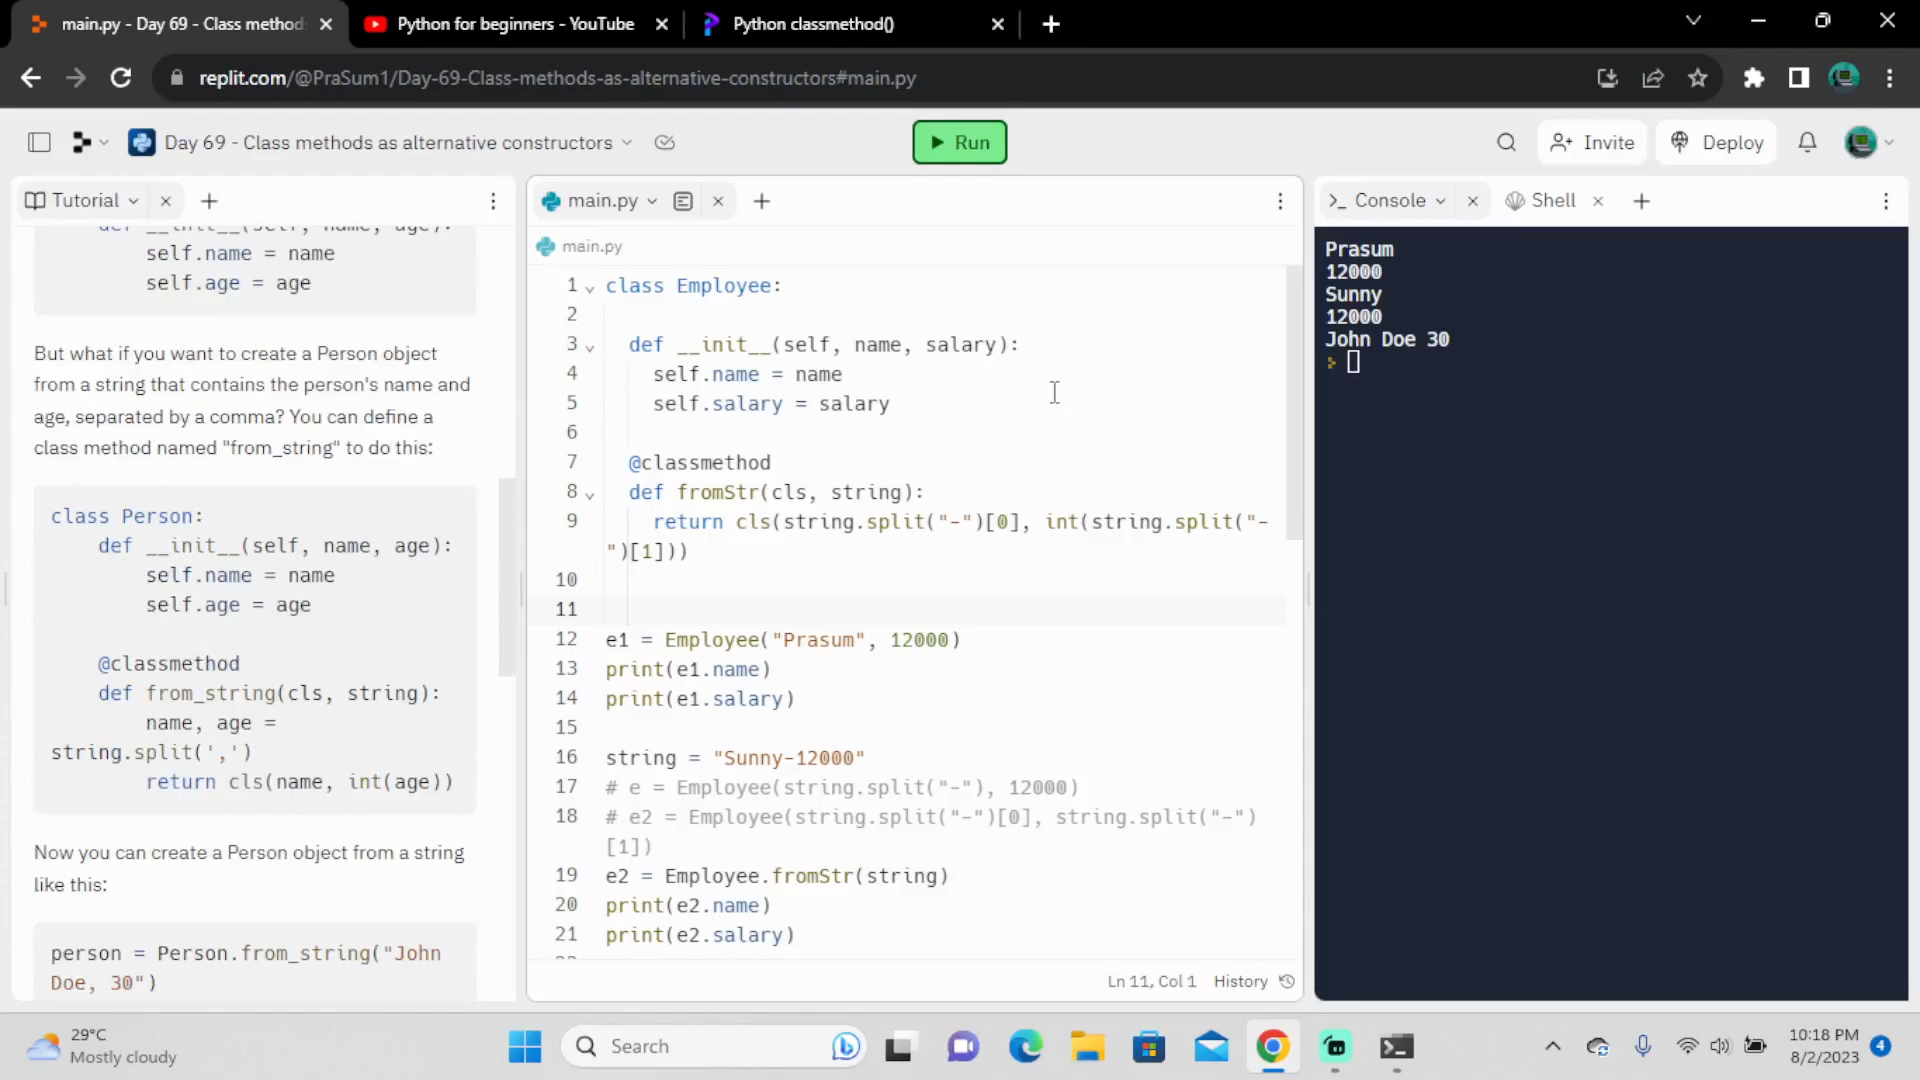 main.py - Day 69 - Class method
Python for beginners - YouTube
Python classmethod()
replit.com/@PraSum1/Day-69-Class-methods-as-alternative-constructors#main.py
Day 69 - Class methods as alternative constructors
Run
Invite
Deploy
Tutorial
def __init__(self, name, age):
self.name = name
self.age = age
But what if you want to create a Person object
from a string that contains the person's name and
age, separated by a comma? You can define a
class method named "from_string" to do this:
class Person:
def __init__(self, name, age):
self.name = name
self.age = age
@classmethod
def from_string(cls, string):
name, age =
string.split(',')
return cls(name, int(age))
Now you can create a Person object from a string
like this:
person = Person.from_string("John
Doe, 30")
main.py
main.py
1 class Employee:
2
3 def __init__(self, name, salary):
4 self.name = name
5 self.salary = salary
6
7 @classmethod
8 def fromStr(cls, string):
9 return cls(string.split("-")[0], int(string.split("-
")[1]))
10
11
12 e1 = Employee("Prasum", 12000)
13 print(e1.name)
14 print(e1.salary)
15
16 string = "Sunny-12000"
17 # e = Employee(string.split("-"), 12000)
18 # e2 = Employee(string.split("-")[0], string.split("-")
[1])
19 e2 = Employee.fromStr(string)
20 print(e2.name)
21 print(e2.salary)
Ln 11, Col 1 History
Console
Shell
Prasum
12000
Sunny
12000
John Doe 30
29°C
Mostly cloudy
Search
10:18 PM
8/2/2023
4